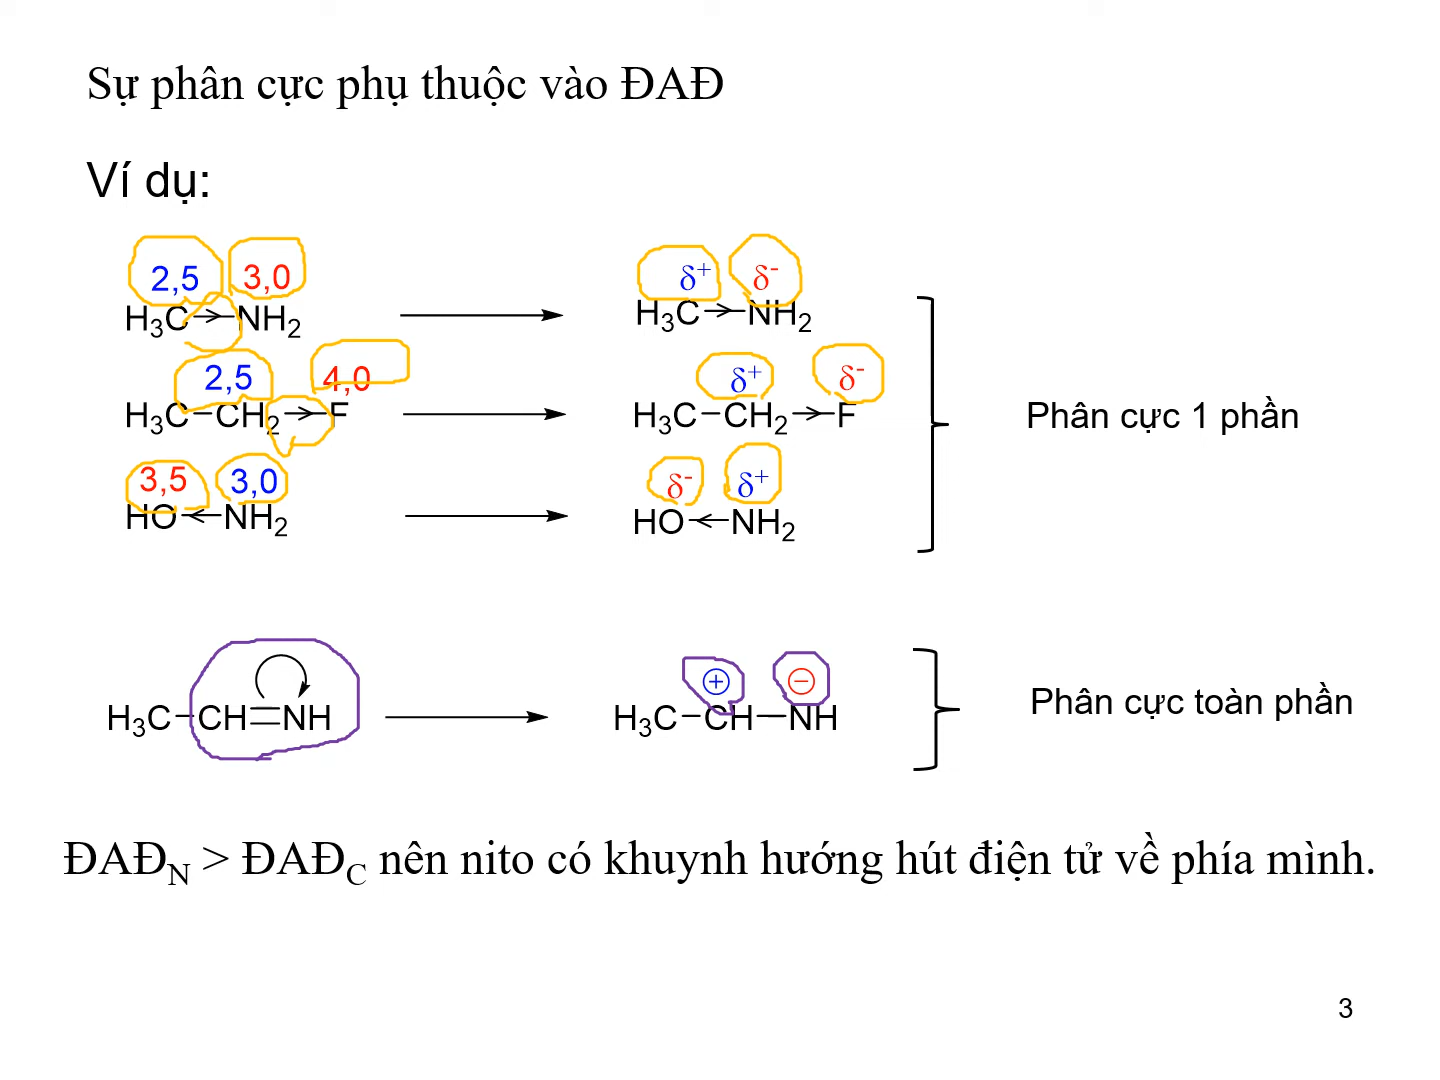 Sự phân cực phụ thuộc vào ĐAĐ
Ví dụ:
2,5 3,0 δ+ δ-
H3C NH2 H3C NH2
2,5 4,0 δ+ δ-
H3C CH2 F H3C CH2 F
Phân cực 1 phần
3,5 3,0 δ- δ+
HO NH2 HO NH2
+ −
H3C CH NH H3C CH NH
Phân cực toàn phần
ĐAĐN > ĐAĐC nên nito có khuynh hướng hút điện tử về phía mình.
3